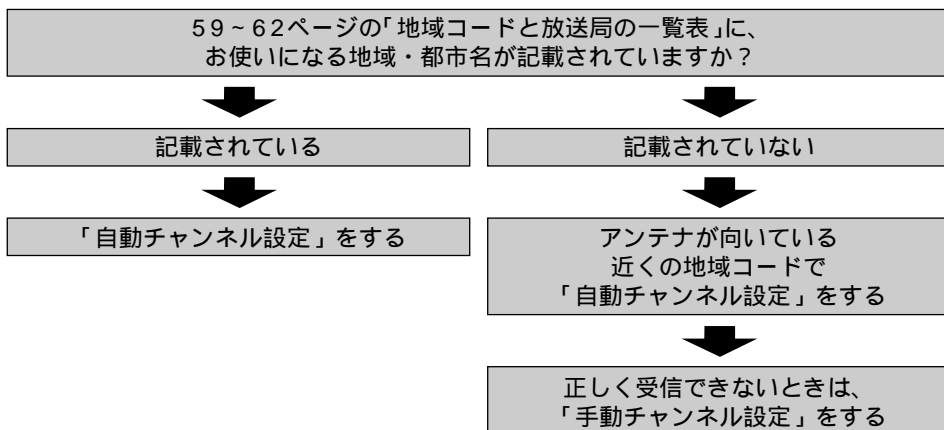 59~62ページの「地域コードと放送局の一覧表」に、
お使いになる地域・都市名が記載されていますか？
記載されている
記載されていない
「自動チャンネル設定」をする
アンテナが向いている
近くの地域コードで
「自動チャンネル設定」をする
正しく受信できないときは、
「手動チャンネル設定」をする